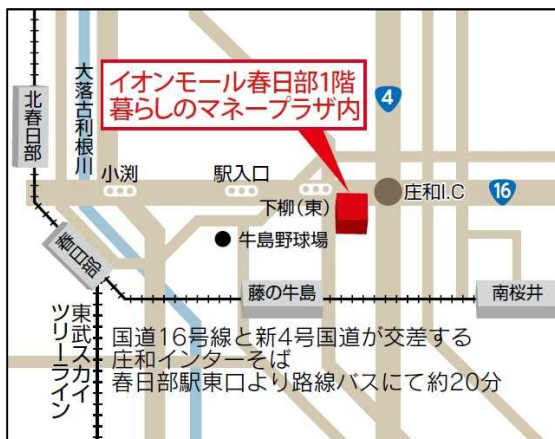 イオンモール春日部1階
暮らしのマネープラザ内
4
大落古利根川
北春日部
小渕
駅入口
庄和I.C
16
下柳(東)
牛島野球場
春日部
藤の牛島
南桜井
東武スカイ
ツリーライン
国道16号線と新4号国道が交差する
庄和インターそば
春日部駅東口より路線バスにて約20分